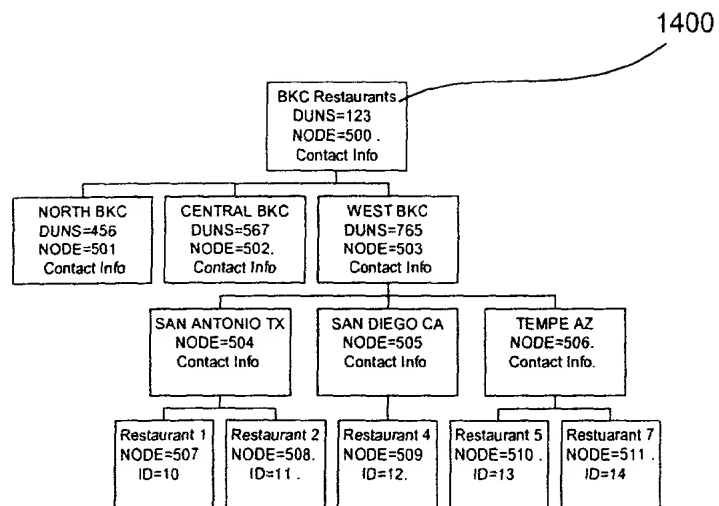 1400
BKC Restaurants
DUNS=123
NODE=500 .
Contact Info
NORTH BKC
DUNS=456
NODE=501
Contact Info
CENTRAL BKC
DUNS=567
NODE=502.
Contact Info
WEST BKC
DUNS=765
NODE=503
Contact Info
SAN ANTONIO TX
NODE=504
Contact Info
SAN DIEGO CA
NODE=505
Contact Info
TEMPE AZ
NODE=506.
Contact Info.
Restaurant 1
NODE=507
ID=10
Restaurant 2
NODE=508.
ID=11 .
Restaurant 4
NODE=509
ID=12.
Restaurant 5
NODE=510 .
ID=13
Restuarant 7
NODE=511 .
ID=14